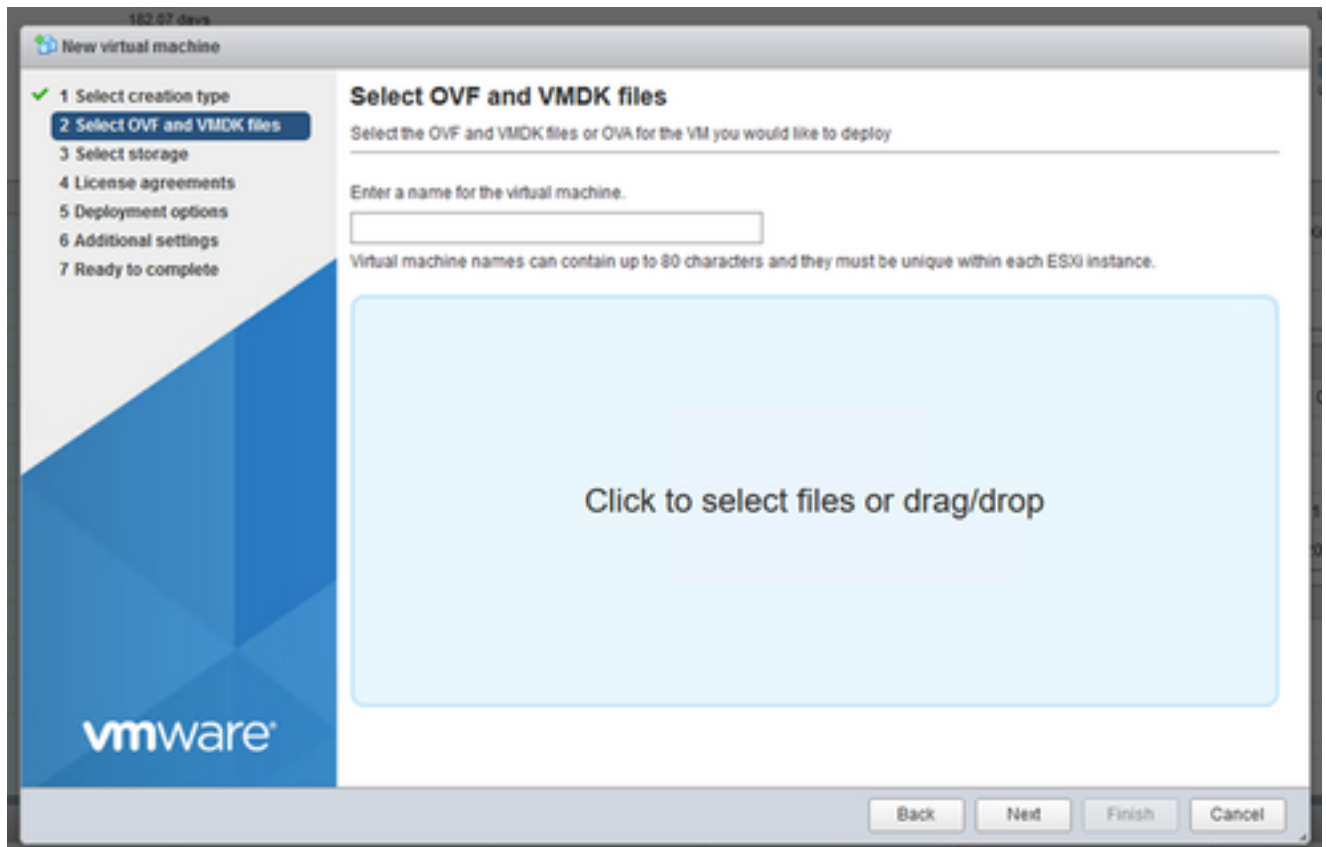 182.07 days
New virtual machine
1 Select creation type
2 Select OVF and VMDK files
3 Select storage
4 License agreements
5 Deployment options
6 Additional settings
7 Ready to complete
vmware
Select OVF and VMDK files
Select the OVF and VMDK files or OVA for the VM you would like to deploy
Enter a name for the virtual machine.
Virtual machine names can contain up to 80 characters and they must be unique within each ESXi instance.
Click to select files or drag/drop
Back
Next
Finish
Cancel